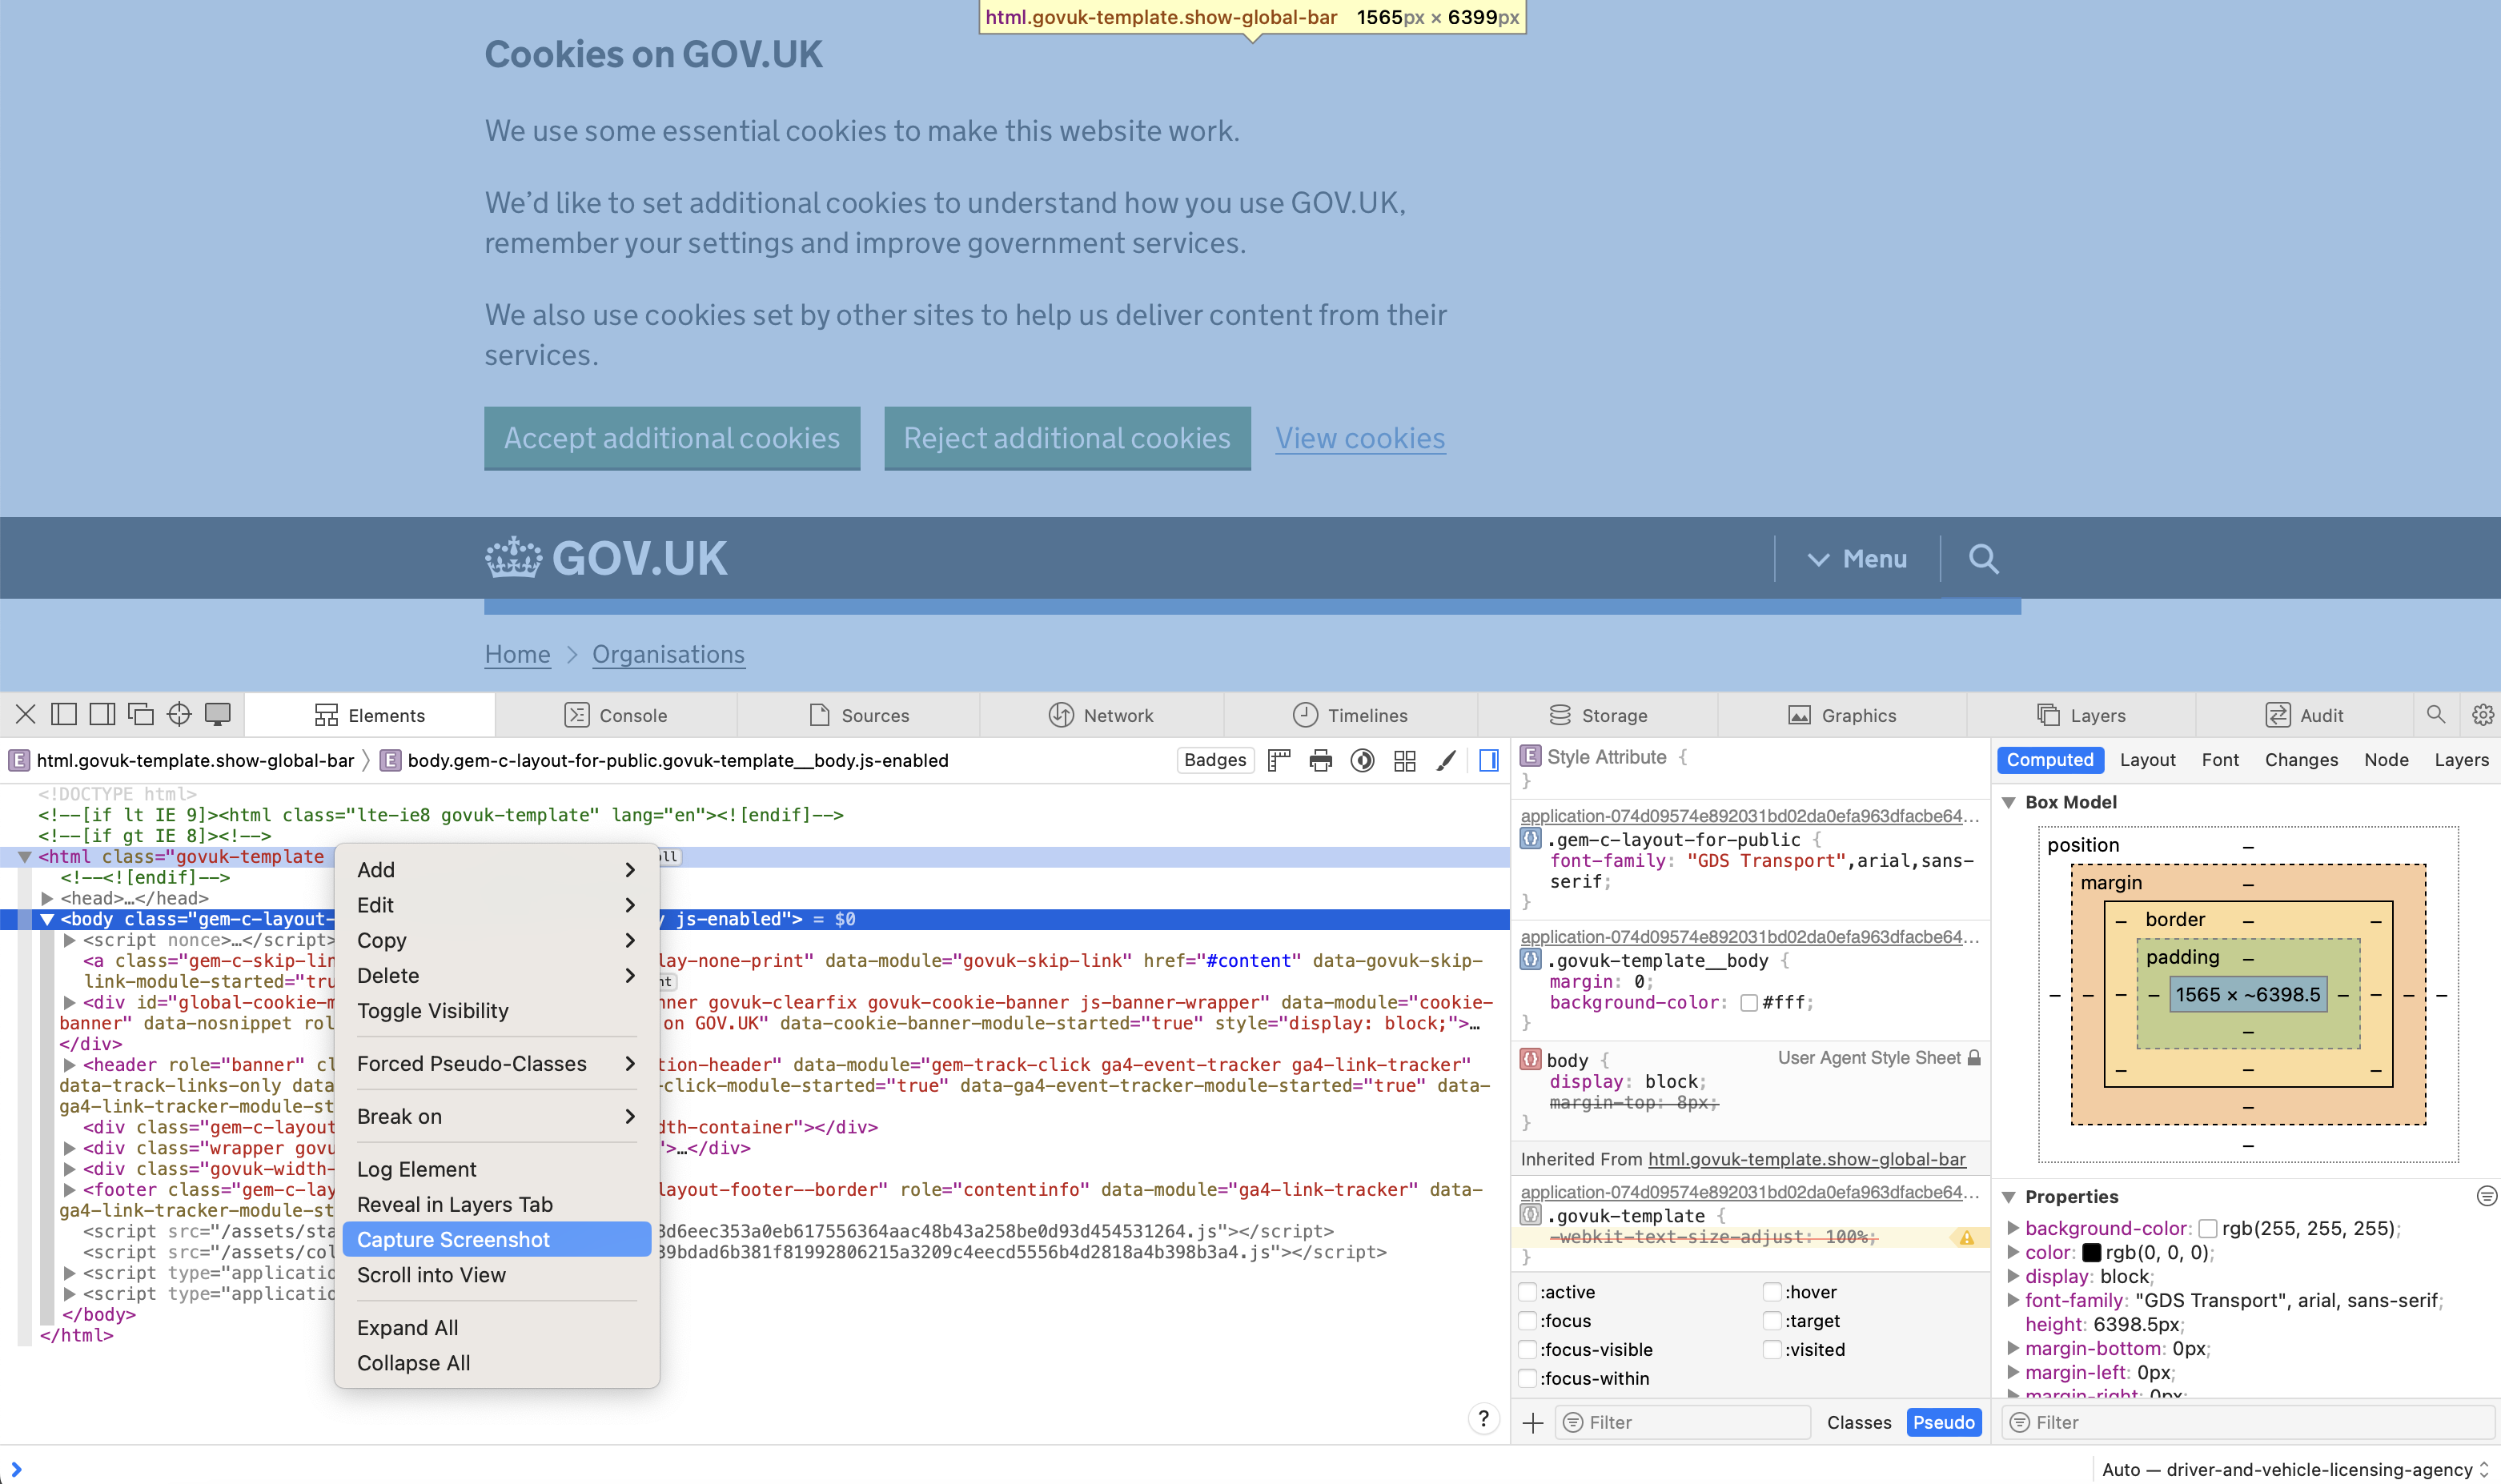 html.govuk-template.show-global-bar 1565px × 6399px
Cookies on GOV.UK
We use some essential cookies to make this website work.
We’d like to set additional cookies to understand how you use GOV.UK,
remember your settings and improve government services.
We also use cookies set by other sites to help us deliver content from their
services.
Accept additional cookies Reject additional cookies View cookies
GOV.UK Menu
Home Organisations
Elements Console Sources Network Timelines Storage Graphics Layers Audit
E html.govuk-template.show-global-bar E body.gem-c-layout-for-public.govuk-template__body.js-enabled Badges
<!DOCTYPE html>
<!--[if lt IE 9]><html class="lte-ie8 govuk-template" lang="en"><![endif]-->
<!--[if gt IE 8]><!-->
<html class="govuk-template
<!--<![endif]-->
<head>…</head>
<body class="gem-c-layout- js-enabled"> = $0
<script nonce>…</script>
<a class="gem-c-skip-lin lay-none-print" data-module="govuk-skip-link" href="#content" data-govuk-skip-
link-module-started="tru nt
<div id="global-cookie-m nner govuk-clearfix govuk-cookie-banner js-banner-wrapper" data-module="cookie-
banner" data-nosnippet rol on GOV.UK" data-cookie-banner-module-started="true" style="display: block;">…
</div>
<header role="banner" cl tion-header" data-module="gem-track-click ga4-event-tracker ga4-link-tracker"
data-track-links-only data -click-module-started="true" data-ga4-event-tracker-module-started="true" data-
ga4-link-tracker-module-st
<div class="gem-c-layout dth-container"></div>
<div class="wrapper govu ">…</div>
<div class="govuk-width-
<footer class="gem-c-lay layout-footer--border" role="contentinfo" data-module="ga4-link-tracker" data-
ga4-link-tracker-module-st
<script src="/assets/sta 3d6eec353a0eb617556364aac48b43a258be0d93d454531264.js"></script>
<script src="/assets/col 39bdad6b381f81992806215a3209c4eecd5556b4d2818a4b398b3a4.js"></script>
<script type="applicatio
<script type="applicatio
</body>
</html>
Add
Edit
Copy
Delete
Toggle Visibility
Forced Pseudo-Classes
Break on
Log Element
Reveal in Layers Tab
Capture Screenshot
Scroll into View
Expand All
Collapse All
?
E Style Attribute {
}
application-074d09574e892031bd02da0efa963dfacbe64…
.gem-c-layout-for-public {
font-family: "GDS Transport",arial,sans-
serif;
}
application-074d09574e892031bd02da0efa963dfacbe64…
.govuk-template__body {
margin: 0;
background-color: #fff;
}
body { User Agent Style Sheet
display: block;
margin-top: 8px;
}
Inherited From html.govuk-template.show-global-bar
application-074d09574e892031bd02da0efa963dfacbe64…
.govuk-template {
-webkit-text-size-adjust: 100%;
}
:active :hover
:focus :target
:focus-visible :visited
:focus-within
Filter Classes Pseudo
Computed Layout Font Changes Node Layers
Box Model
position –
margin –
– border – –
padding –
– – – – 1565 × ~6398.5 – – – –
–
– – –
–
–
Properties
background-color: rgb(255, 255, 255);
color: rgb(0, 0, 0);
display: block;
font-family: "GDS Transport", arial, sans-serif;
height: 6398.5px;
margin-bottom: 0px;
margin-left: 0px;
margin-right: 0px;
Filter
Auto — driver-and-vehicle-licensing-agency